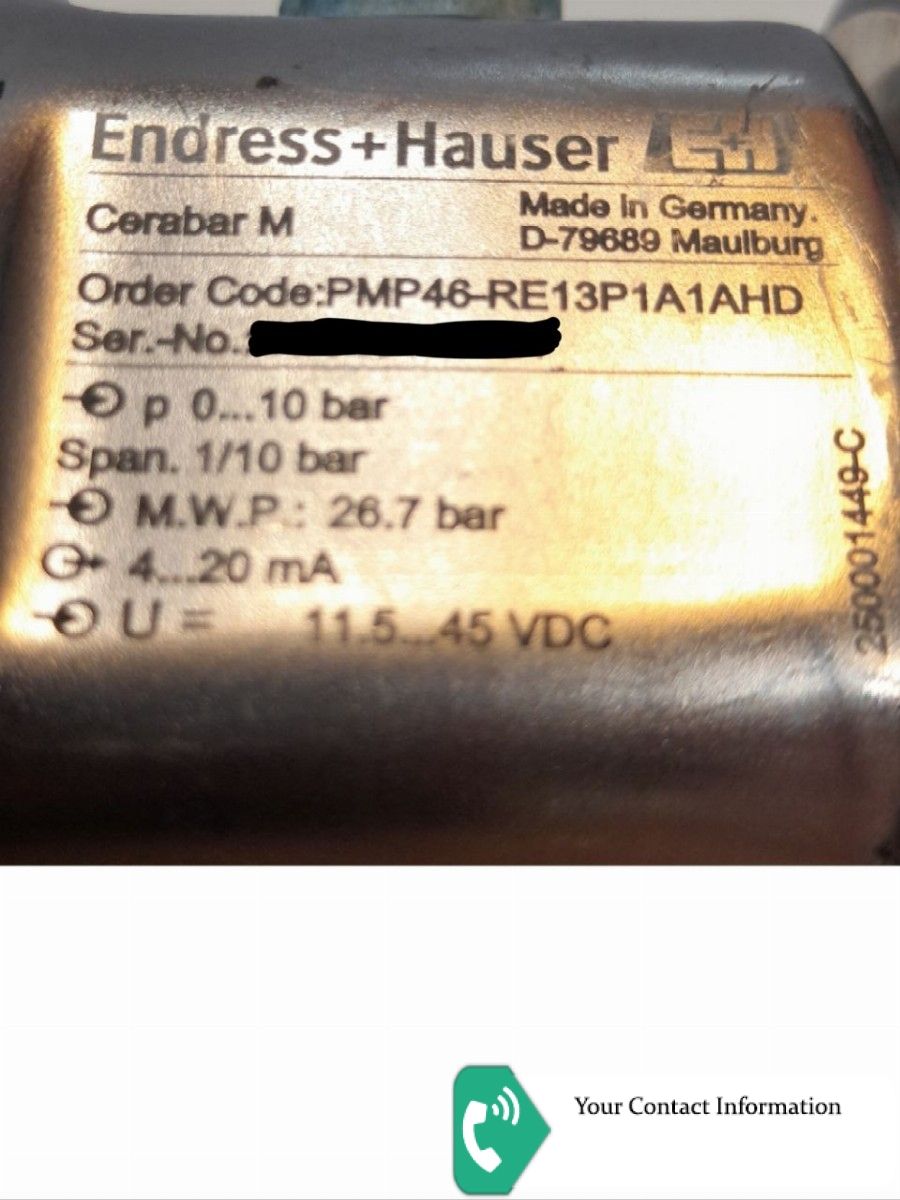 Endress+Hauser
Cerabar M
Made in Germany.
D-79689 Maulburg
Order Code:PMP46-RE13P1A1AHD
Ser.-No.
p 0...10 bar
Span. 1/10 bar
M.W.P.: 26.7 bar
4...20 mA
U = 11.5...45 VDC
250001449-C
Your Contact Information